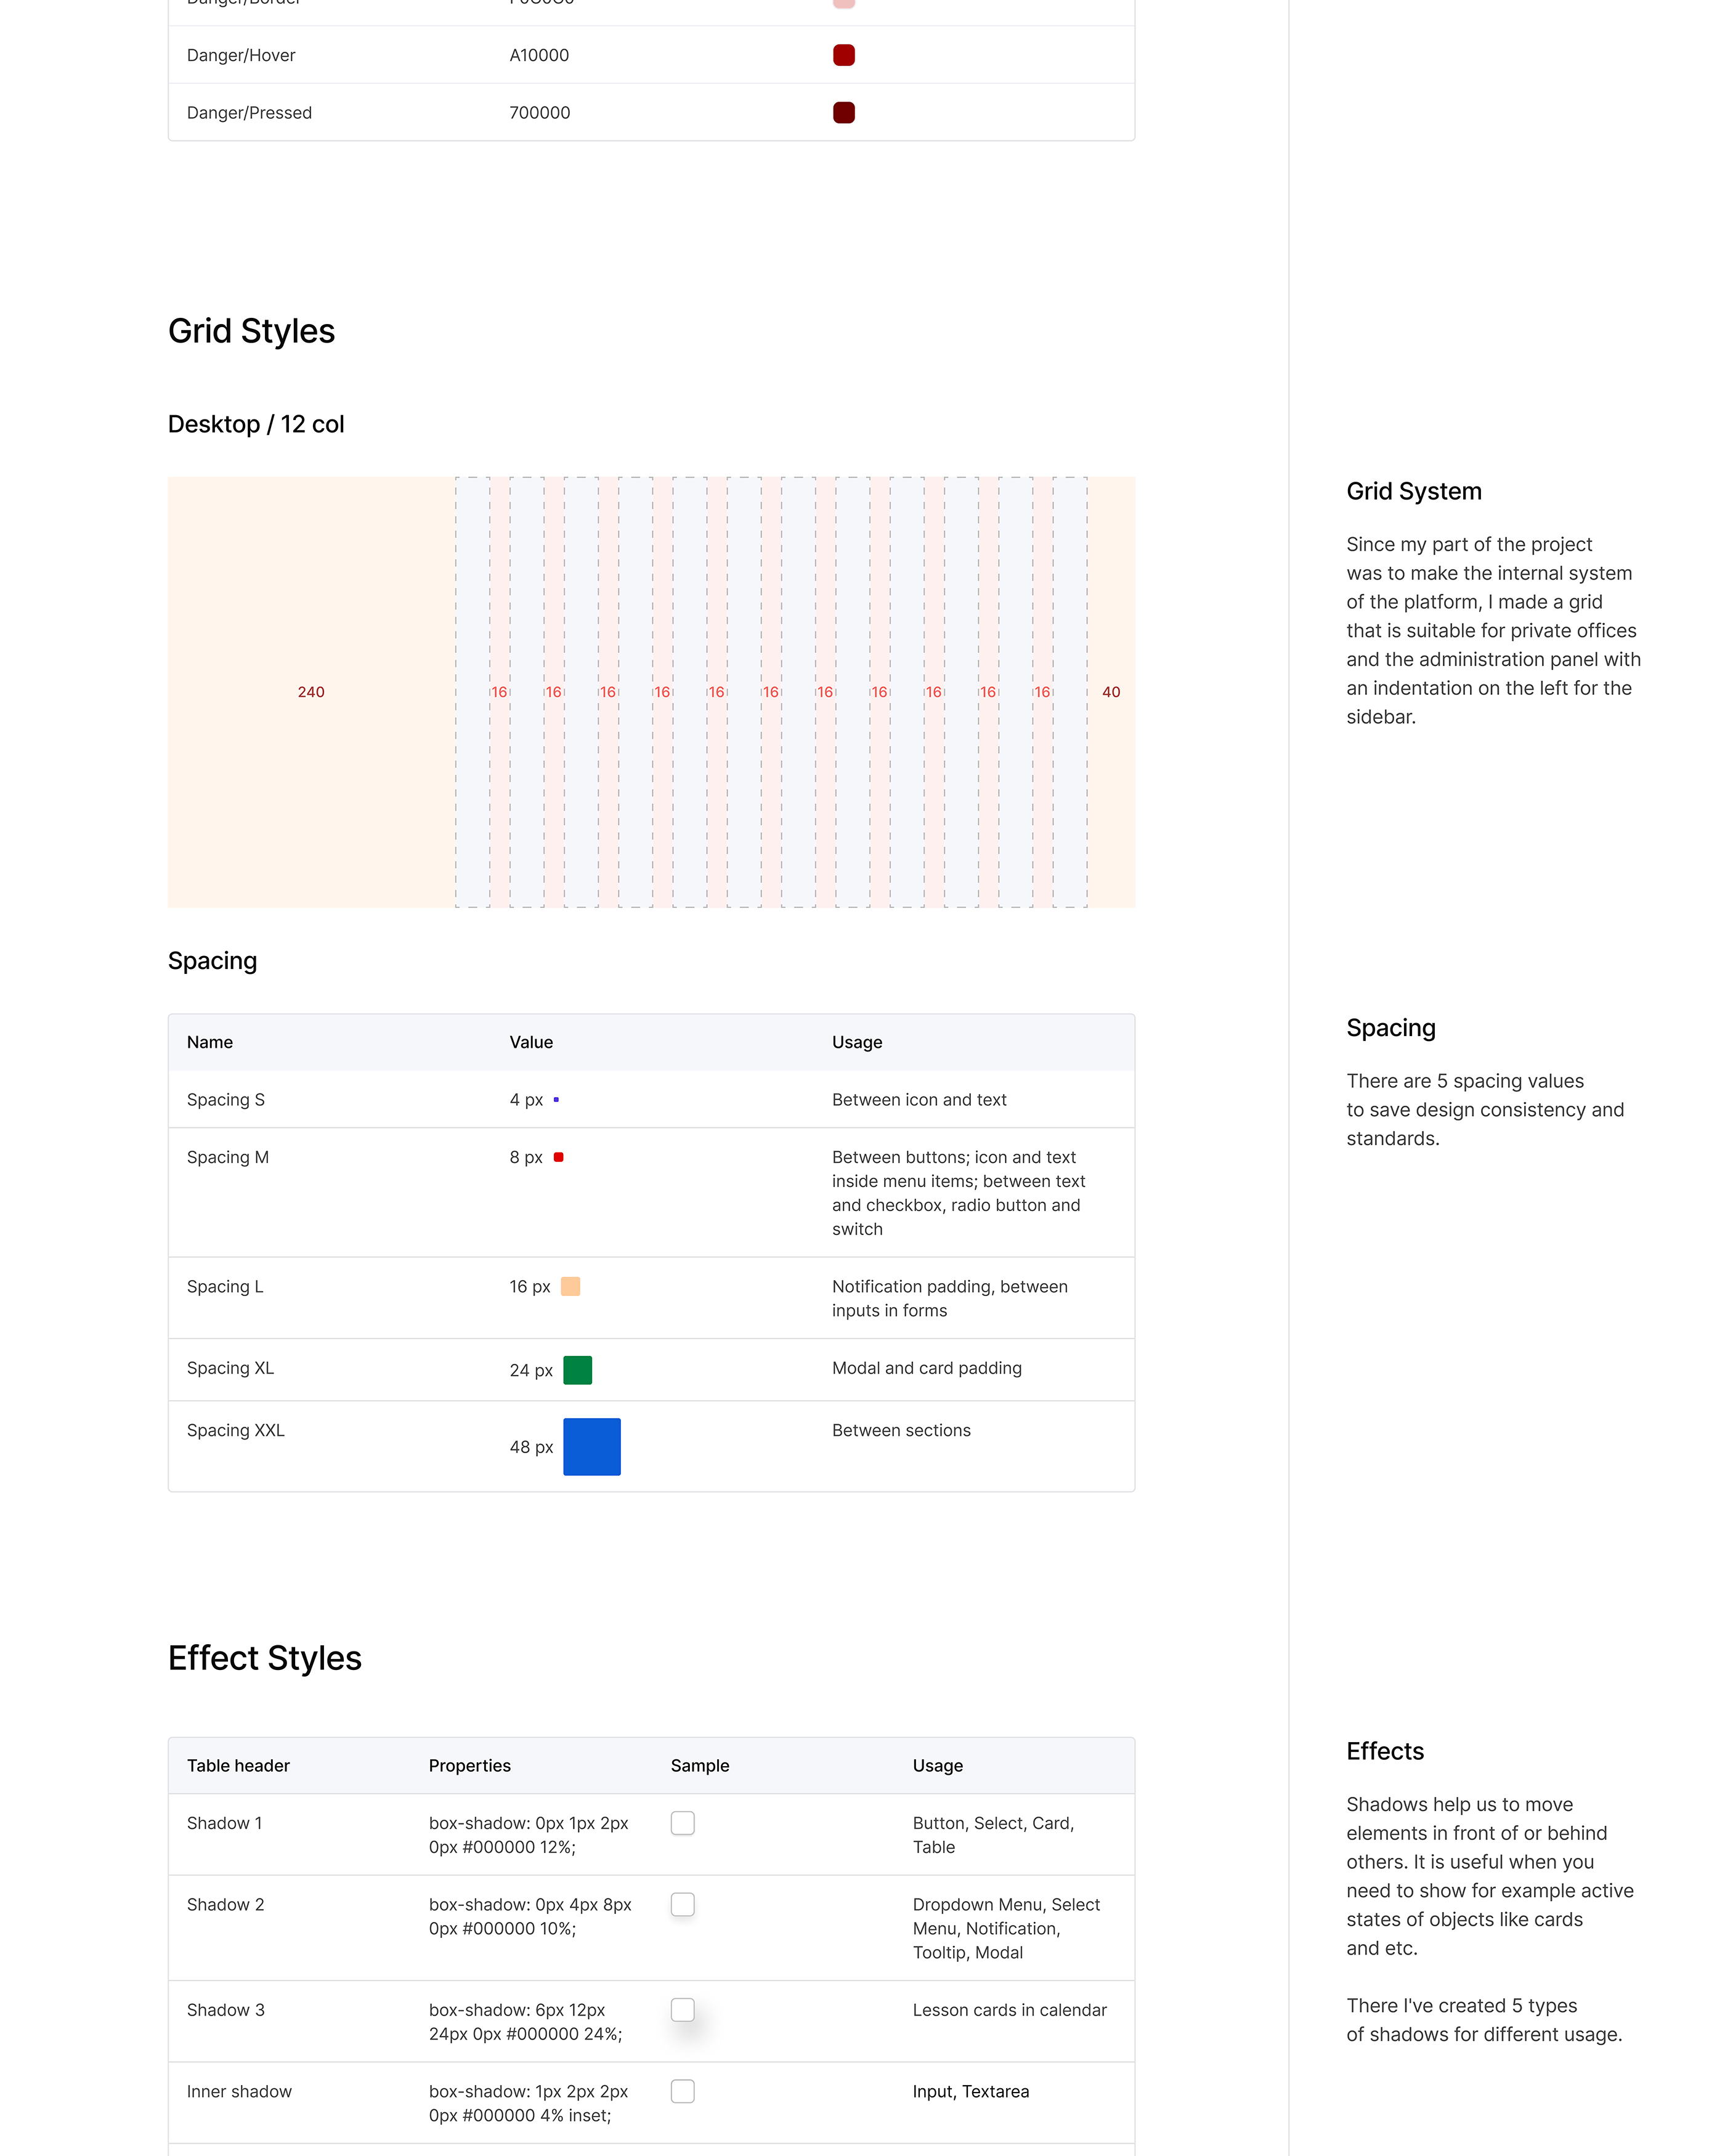 Danger/Hover A10000
Danger/Pressed 700000
Grid Styles
Desktop / 12 col
240 16 16 16 16 16 16 16 16 16 16 16 40
Grid System
Since my part of the project
was to make the internal system
of the platform, I made a grid
that is suitable for private offices
and the administration panel with
an indentation on the left for the
sidebar.
Spacing
Name Value Usage
Spacing S 4 px Between icon and text
Spacing M 8 px Between buttons; icon and text
inside menu items; between text
and checkbox, radio button and
switch
Spacing L 16 px Notification padding, between
inputs in forms
Spacing XL 24 px Modal and card padding
Spacing XXL 48 px Between sections
Spacing
There are 5 spacing values
to save design consistency and
standards.
Effect Styles
Table header Properties Sample Usage
Shadow 1 box-shadow: 0px 1px 2px Button, Select, Card,
0px #000000 12%; Table
Shadow 2 box-shadow: 0px 4px 8px Dropdown Menu, Select
0px #000000 10%; Menu, Notification,
Tooltip, Modal
Shadow 3 box-shadow: 6px 12px Lesson cards in calendar
24px 0px #000000 24%;
Inner shadow box-shadow: 1px 2px 2px Input, Textarea
0px #000000 4% inset;
Effects
Shadows help us to move
elements in front of or behind
others. It is useful when you
need to show for example active
states of objects like cards
and etc.
There I've created 5 types
of shadows for different usage.